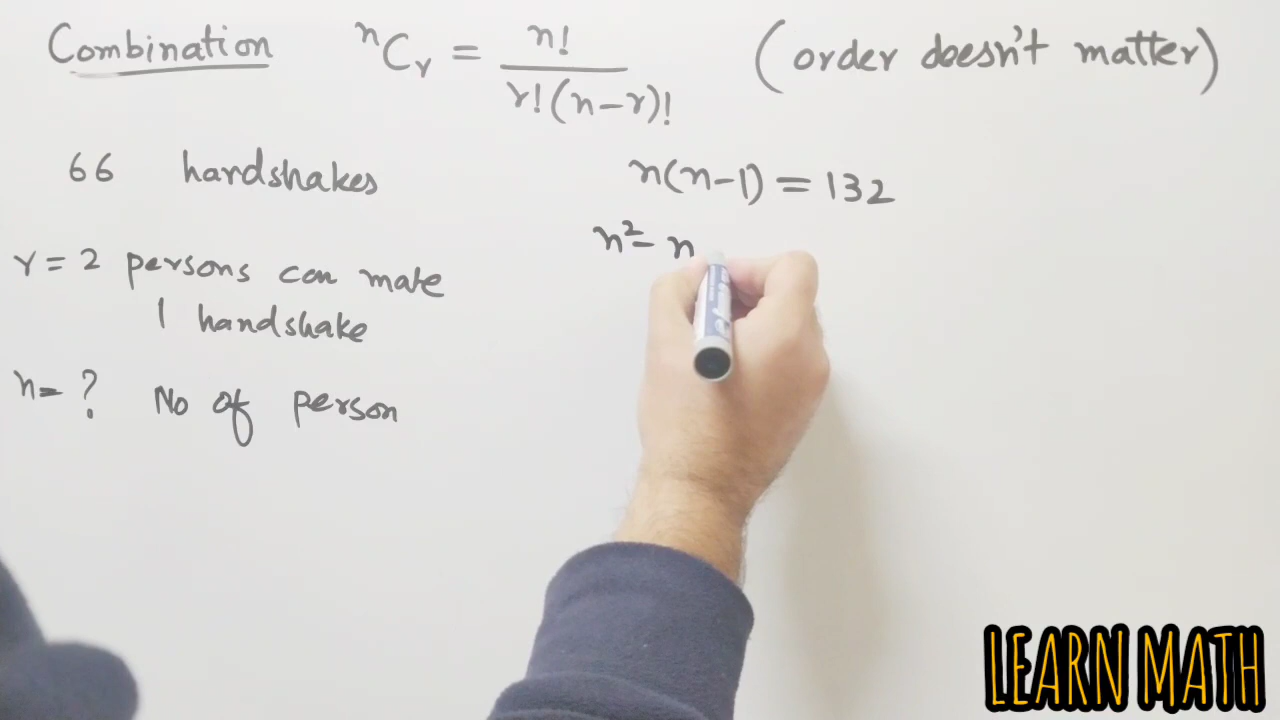 Combination ⁿCᵣ = n! / r!(n-r)! (order doesn't matter)
66 handshakes
r = 2 persons can make
1 handshake
n = ? No of person
n(n-1) = 132
n² - n
LEARN MATH